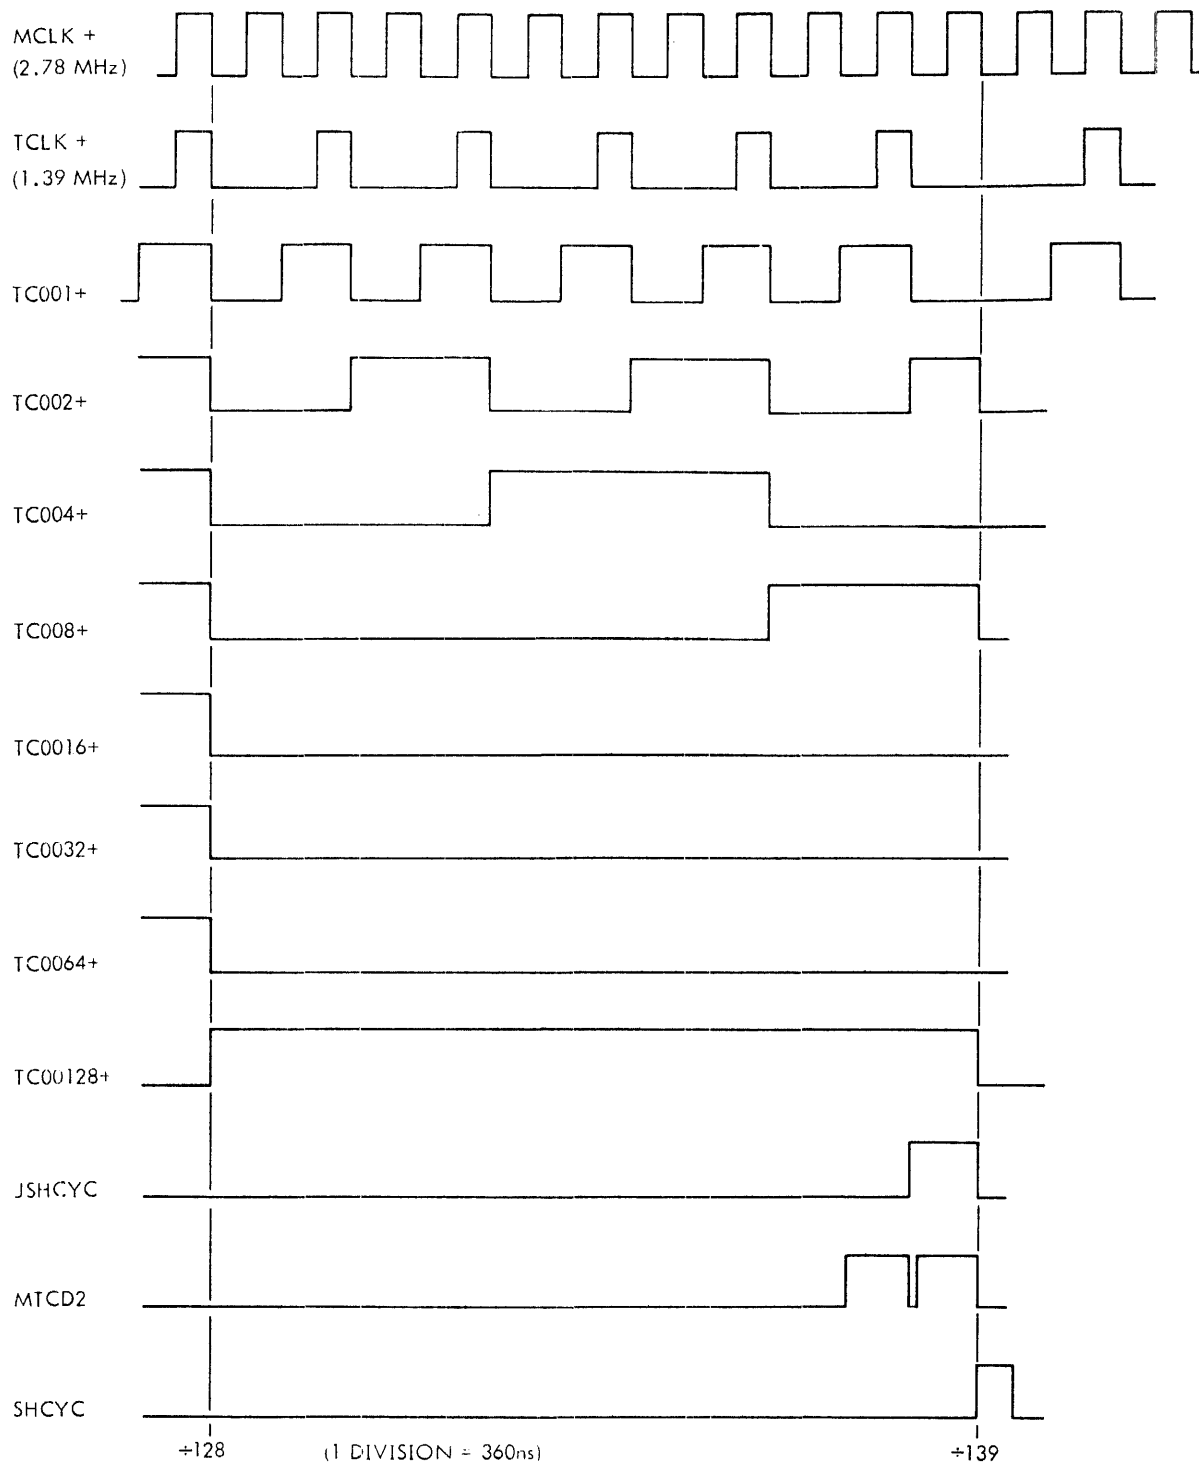 MCLK +
(2.78 MHz)
TCLK +
(1.39 MHz)
TC001+
TC002+
TC004+
TC008+
TC0016+
TC0032+
TC0064+
TC00128+
JSHCYC
MTCD2
SHCYC
÷128 (1 DIVISION = 360ns) ÷139